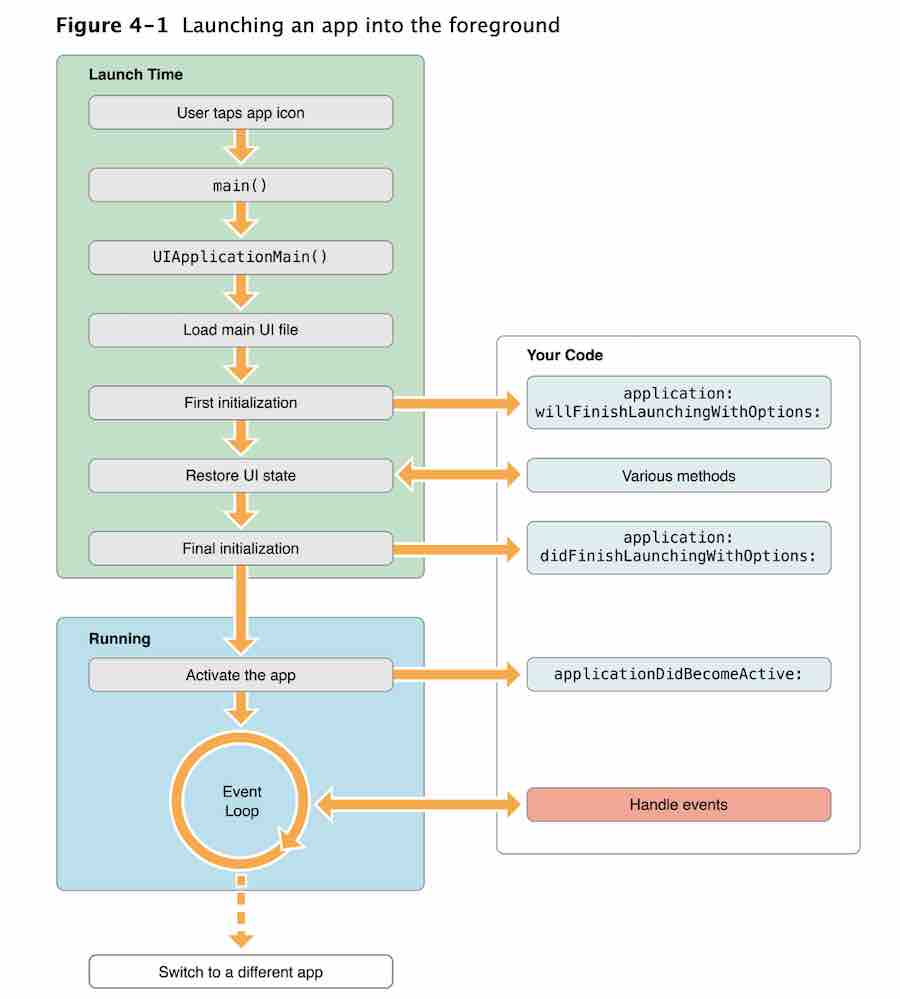 Figure 4-1 Launching an app into the foreground
Launch Time
User taps app icon
main()
UIApplicationMain()
Load main UI file
First initialization
Restore UI state
Final initialization
Your Code
application:
willFinishLaunchingWithOptions:
Various methods
application:
didFinishLaunchingWithOptions:
Running
Activate the app
applicationDidBecomeActive:
Event
Loop
Handle events
Switch to a different app